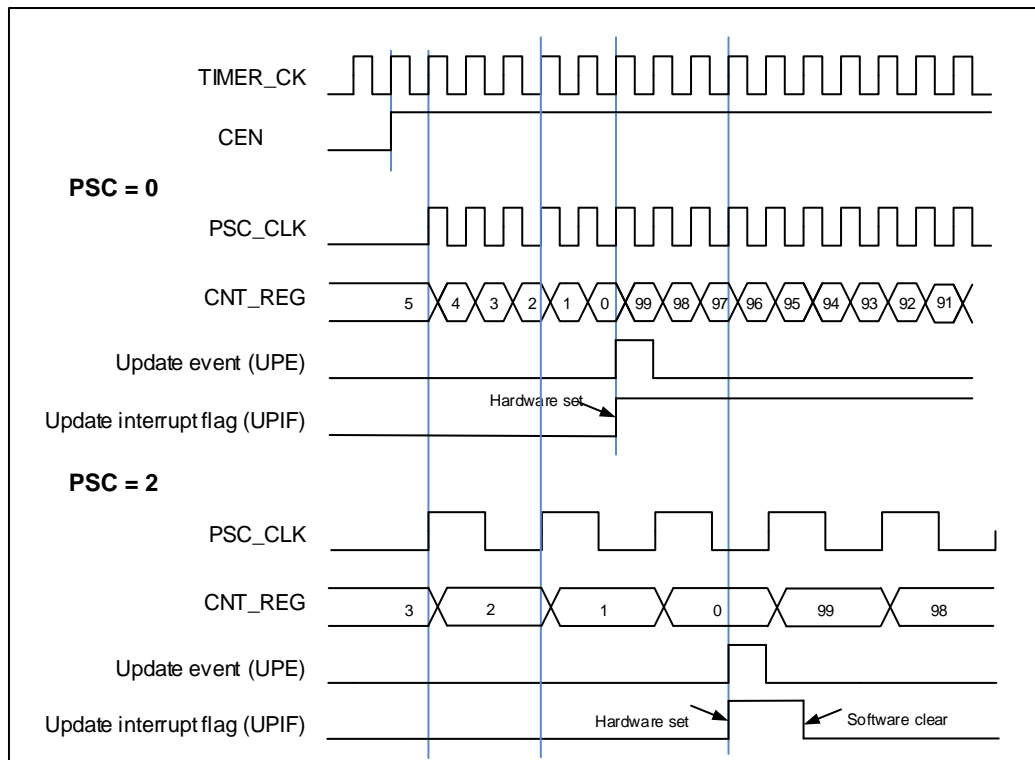 TIMER_CK
CEN
PSC = 0
PSC_CLK
CNT_REG 5 4 3 2 1 0 99 98 97 96 95 94 93 92 91
Update event (UPE)
Hardware set
Update interrupt flag (UPIF)
PSC = 2
PSC_CLK
CNT_REG 3 2 1 0 99 98
Update event (UPE)
Update interrupt flag (UPIF) Hardware set Software clear